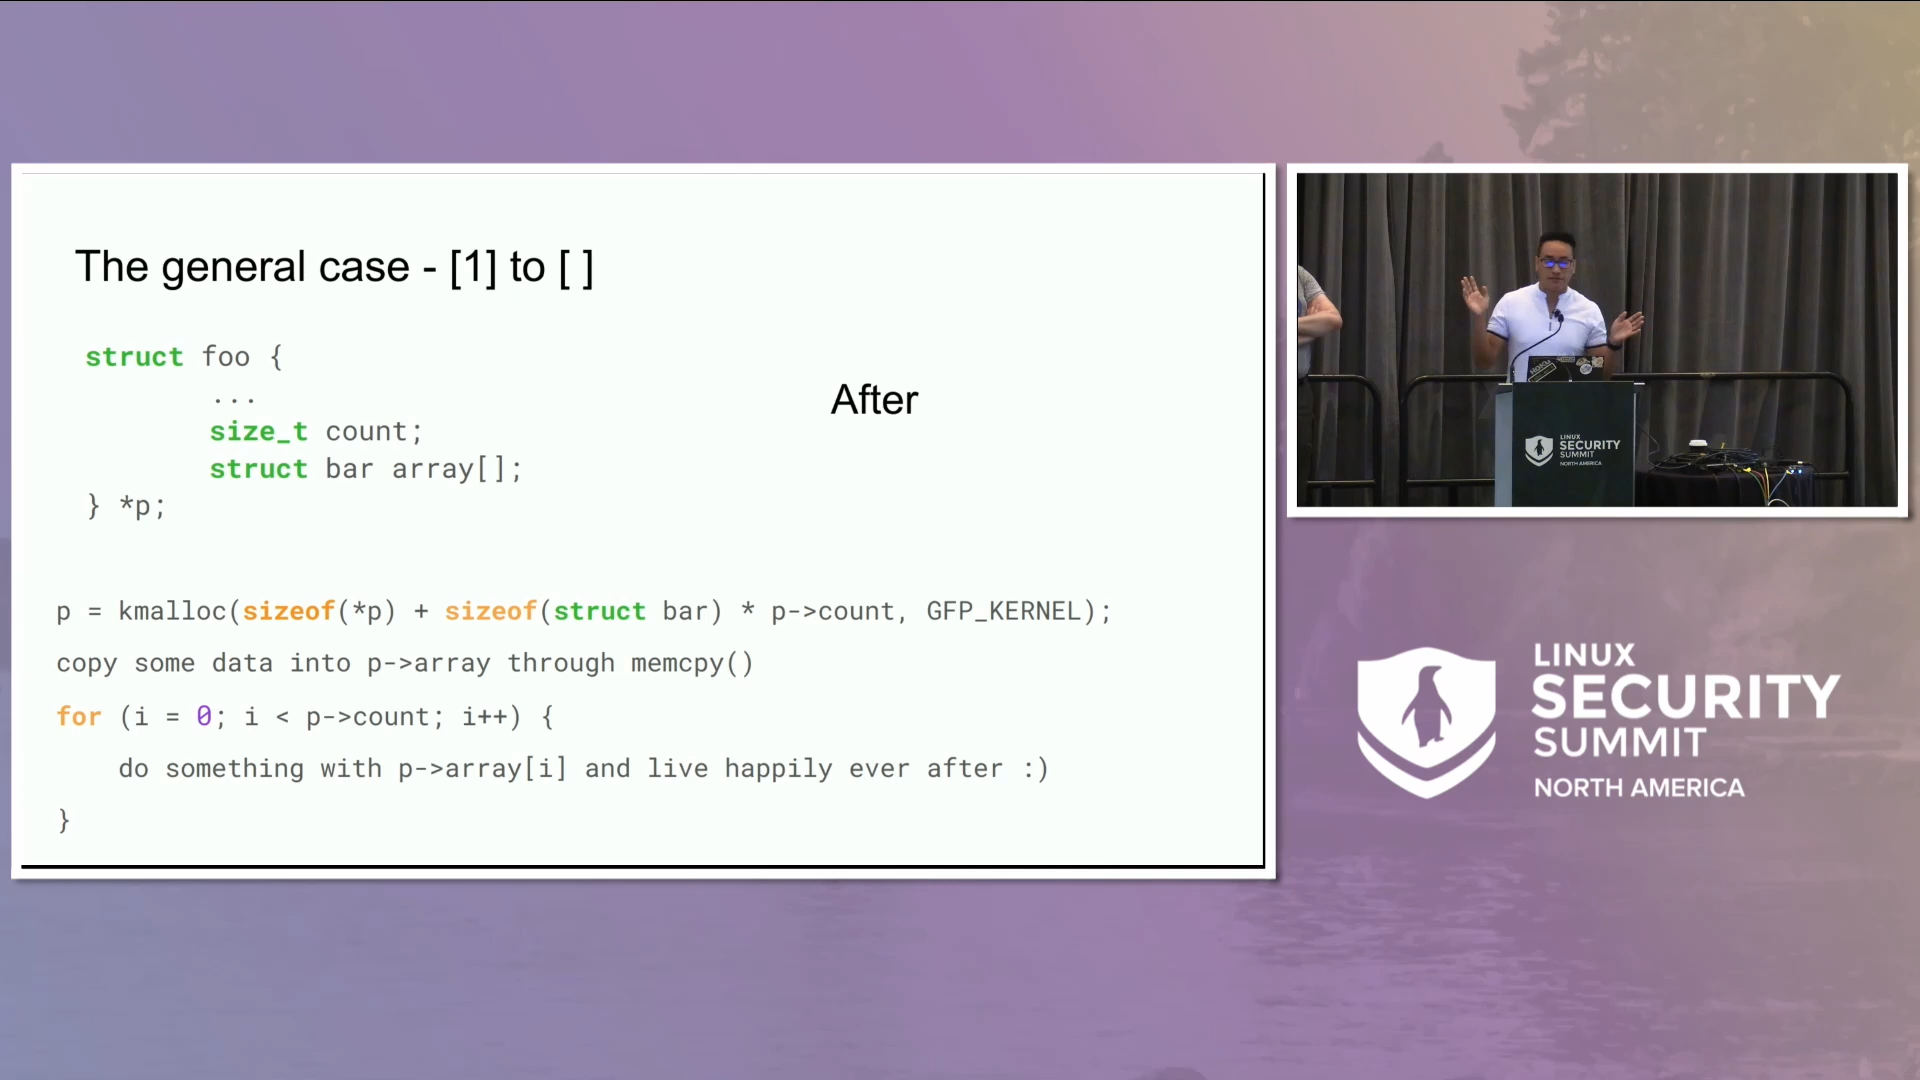 The general case - [1] to [ ]
struct foo {
...
size_t count;
struct bar array[];
} *p;
After
p = kmalloc(sizeof(*p) + sizeof(struct bar) * p->count, GFP_KERNEL);
copy some data into p->array through memcpy()
for (i = 0; i < p->count; i++) {
do something with p->array[i] and live happily ever after :)
}
LINUX
SECURITY
SUMMIT
NORTH AMERICA
LINUX
SECURITY
SUMMIT
NORTH AMERICA